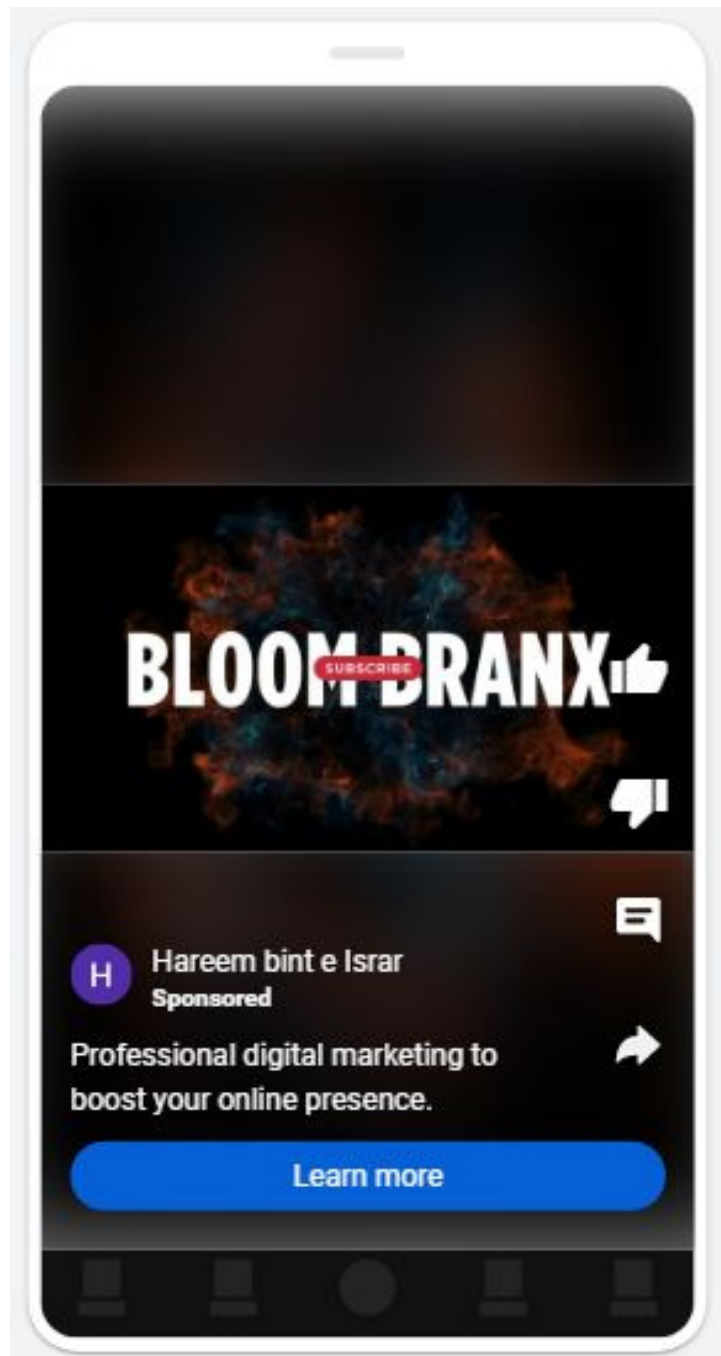 BLOOM BRANX
SUBSCRIBE
H
Hareem bint e Israr
Sponsored
Professional digital marketing to
boost your online presence.
Learn more